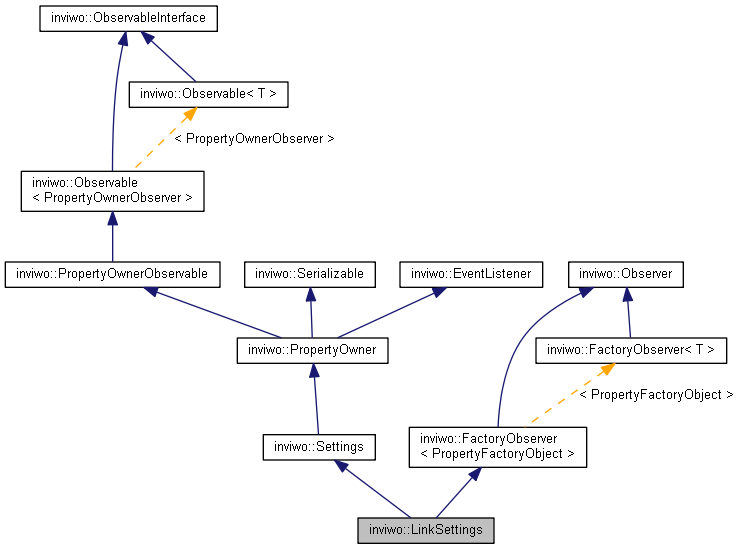 inviwo::ObservableInterface
inviwo::Observable< T >
< PropertyOwnerObserver >
inviwo::Observable
< PropertyOwnerObserver >
inviwo::PropertyOwnerObservable
inviwo::Serializable
inviwo::EventListener
inviwo::Observer
inviwo::PropertyOwner
inviwo::FactoryObserver< T >
< PropertyFactoryObject >
inviwo::Settings
inviwo::FactoryObserver
< PropertyFactoryObject >
inviwo::LinkSettings